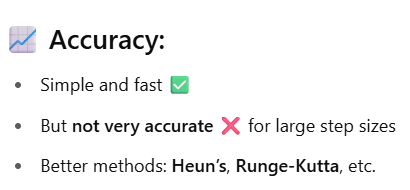 📈 Accuracy:
• Simple and fast ✅
• But not very accurate ❌ for large step sizes
• Better methods: Heun’s, Runge-Kutta, etc.